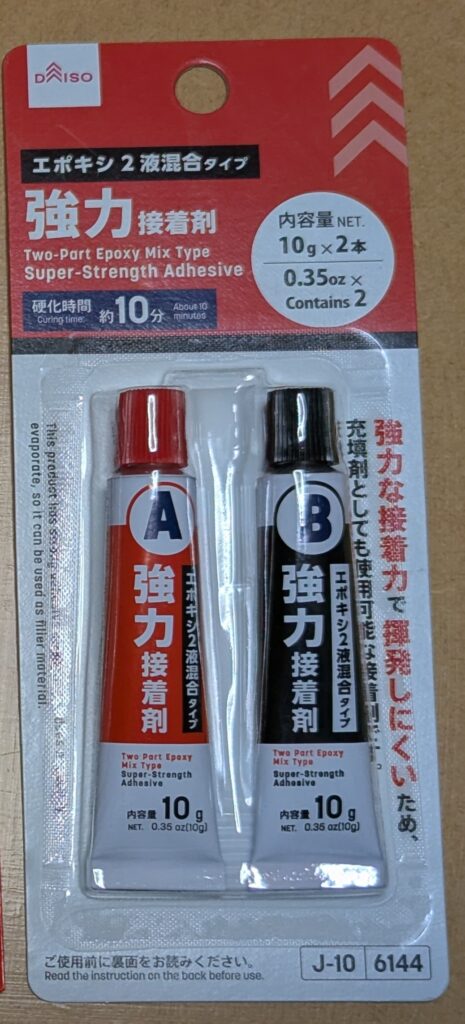 DAISO
エポキシ2液混合タイプ
強力接着剤
Two-Part Epoxy Mix Type
Super-Strength Adhesive
硬化時間 約10分 About 10
Curing time: minutes
内容量 NET.
10g×2本
0.35oz ×
Contains 2
強力な接着力で揮発しにくいため、
充填剤としても使用可能な接着剤です。
This product has strong
evaporate, so it can be used as filler material.
A
強力接着剤
エポキシ2液混合タイプ
Two Part Epoxy
Mix Type
Super-Strength
Adhesive
内容量 10 g
NET. 0.35 oz(10g)
B
強力接着剤
エポキシ2液混合タイプ
Two Part Epoxy
Mix Type
Super-Strength
Adhesive
内容量 10 g
NET. 0.35 oz(10g)
ご使用前に裏面をお読みください。
Read the instruction on the back before use.
J-10 6144